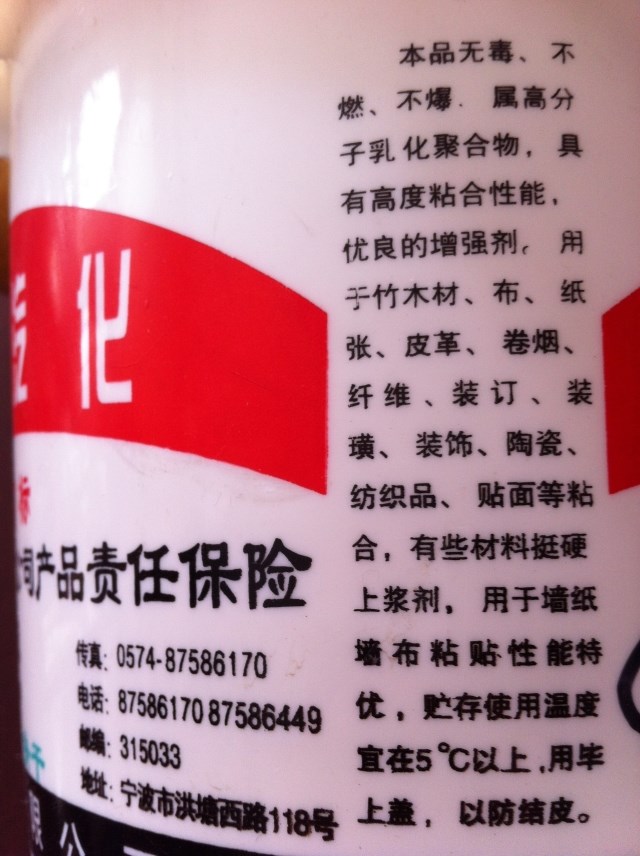 本品无毒、不
燃、不爆. 属高分
子乳化聚合物，具
有高度粘合性能，
优良的增强剂，用
于竹木材、布、纸
张、皮革、卷烟、
纤维、装订、装
璜、装饰、陶瓷、
纺织品、贴面等粘
合，有些材料挺硬
上浆剂，用于墙纸
墙布粘贴性能特
优，贮存使用温度
宜在5℃以上,用毕
上盖，以防结皮。
化
标
司产品责任保险
传真: 0574-87586170
电话: 87586170 87586449
邮编: 315033
地址: 宁波市洪塘西路118号
干
限公